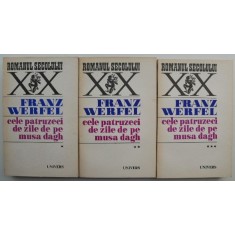 ROMANUL SECOLULUI
XX
FRANZ
WERFEL
cele patruzeci
de zile de pe
musa dagh
*
UNIVERS
ROMANUL SECOLULUI
XX
FRANZ
WERFEL
cele patruzeci
de zile de pe
musa dagh
**
UNIVERS
ROMANUL SECOLULUI
XX
FRANZ
WERFEL
cele patruzeci
de zile de pe
musa dagh
***
UNIVERS